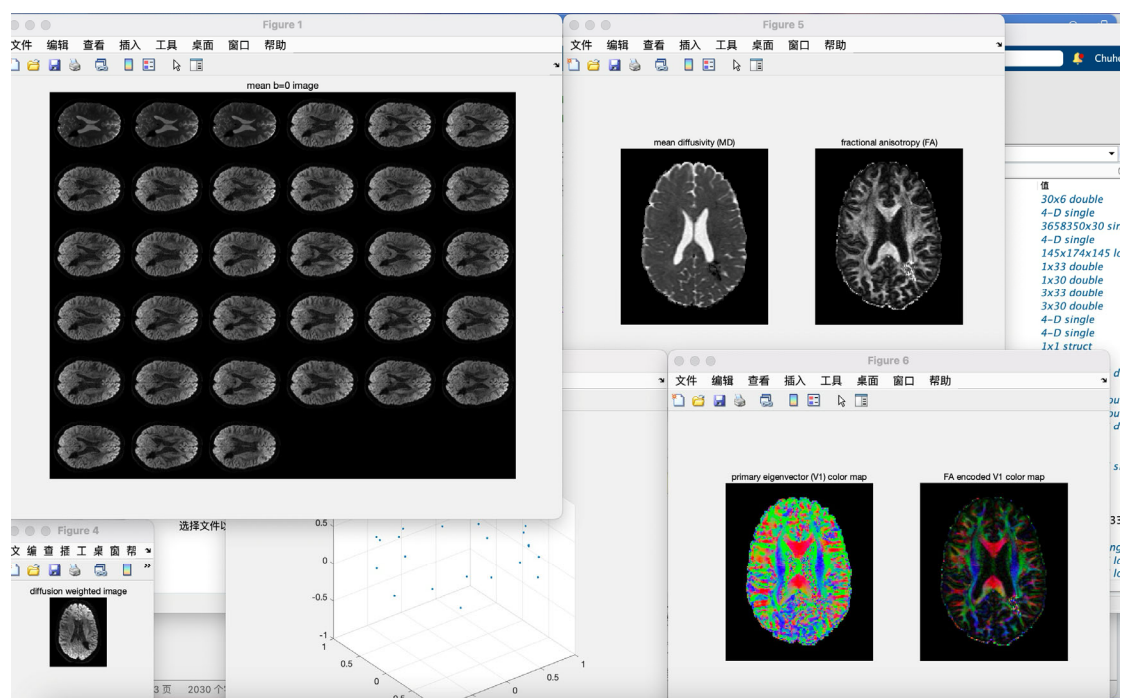 Figure 1
文件 编辑 查看 插入 工具 桌面 窗口 帮助
mean b=0 image
Figure 5
文件 编辑 查看 插入 工具 桌面 窗口 帮助
mean diffusivity (MD)
fractional anisotropy (FA)
值
30x6 double
4-D single
3658350x30
4-D single
145x174x145
1x33 double
1x30 double
3x33 double
3x30 double
4-D single
4-D single
1x1 struct
Figure 6
文件 编辑 查看 插入 工具 桌面 窗口 帮助
primary eigenvector (V1) color map
FA encoded V1 color map
Figure 4
文 编 查 插 工 桌 窗 帮 »
diffusion weighted image
选择文件以
0.5
0
-0.5
-1
1
0.5
0
1
0.5
0
3 页 2030 个